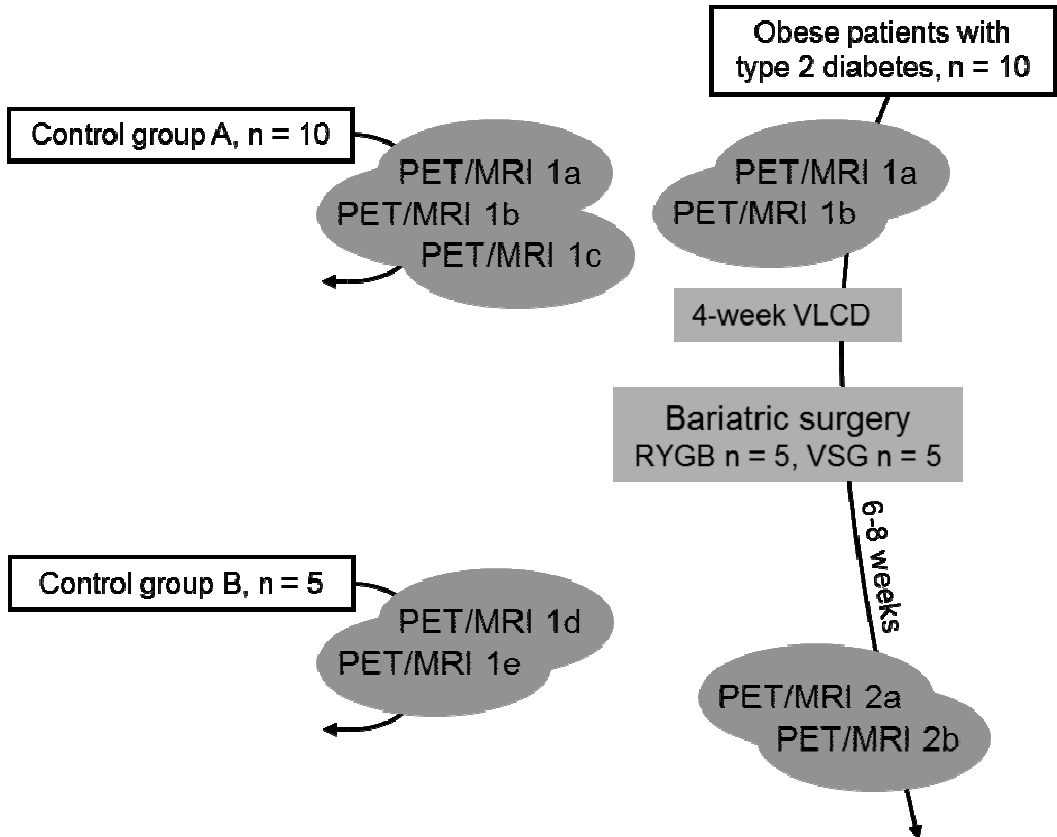 Obese patients with
type 2 diabetes, n = 10
Control group A, n = 10
PET/MRI 1a
PET/MRI 1b
PET/MRI 1c
PET/MRI 1a
PET/MRI 1b
4-week VLCD
Bariatric surgery
RYGB n = 5, VSG n = 5
6-8 weeks
Control group B, n = 5
PET/MRI 1d
PET/MRI 1e
PET/MRI 2a
PET/MRI 2b